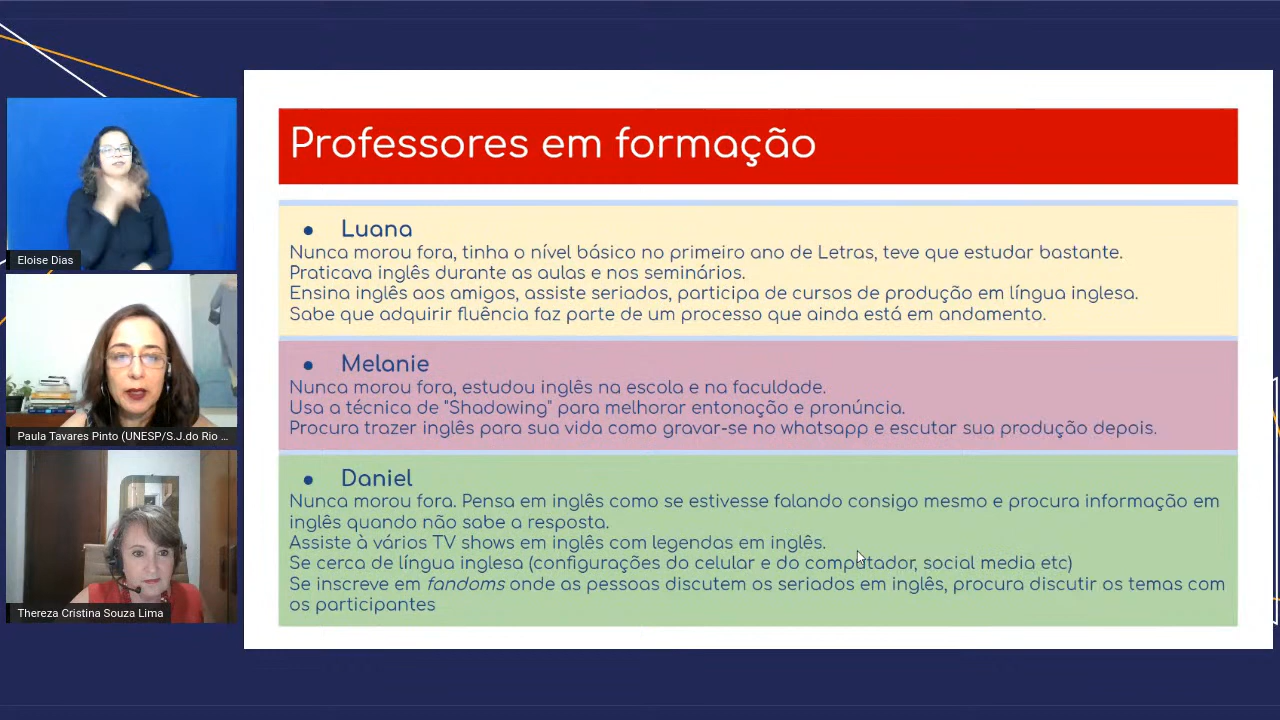 Professores em formação
● Luana
Nunca morou fora, tinha o nível básico no primeiro ano de Letras, teve que estudar bastante.
Praticava inglês durante as aulas e nos seminários.
Ensina inglês aos amigos, assiste seriados, participa de cursos de produção em língua inglesa.
Sabe que adquirir fluência faz parte de um processo que ainda está em andamento.
● Melanie
Nunca morou fora, estudou inglês na escola e na faculdade.
Usa a técnica de "Shadowing" para melhorar entonação e pronúncia.
Procura trazer inglês para sua vida como gravar-se no whatsapp e escutar sua produção depois.
● Daniel
Nunca morou fora. Pensa em inglês como se estivesse falando consigo mesmo e procura informação em
inglês quando não sabe a resposta.
Assiste à vários TV shows em inglês com legendas em inglês.
Se cerca de língua inglesa (configurações do celular e do computador, social media etc)
Se inscreve em fandoms onde as pessoas discutem os seriados em inglês, procura discutir os temas com
os participantes
Eloise Dias
Paula Tavares Pinto (UNESP/S.J.do Rio ...
Thereza Cristina Souza Lima